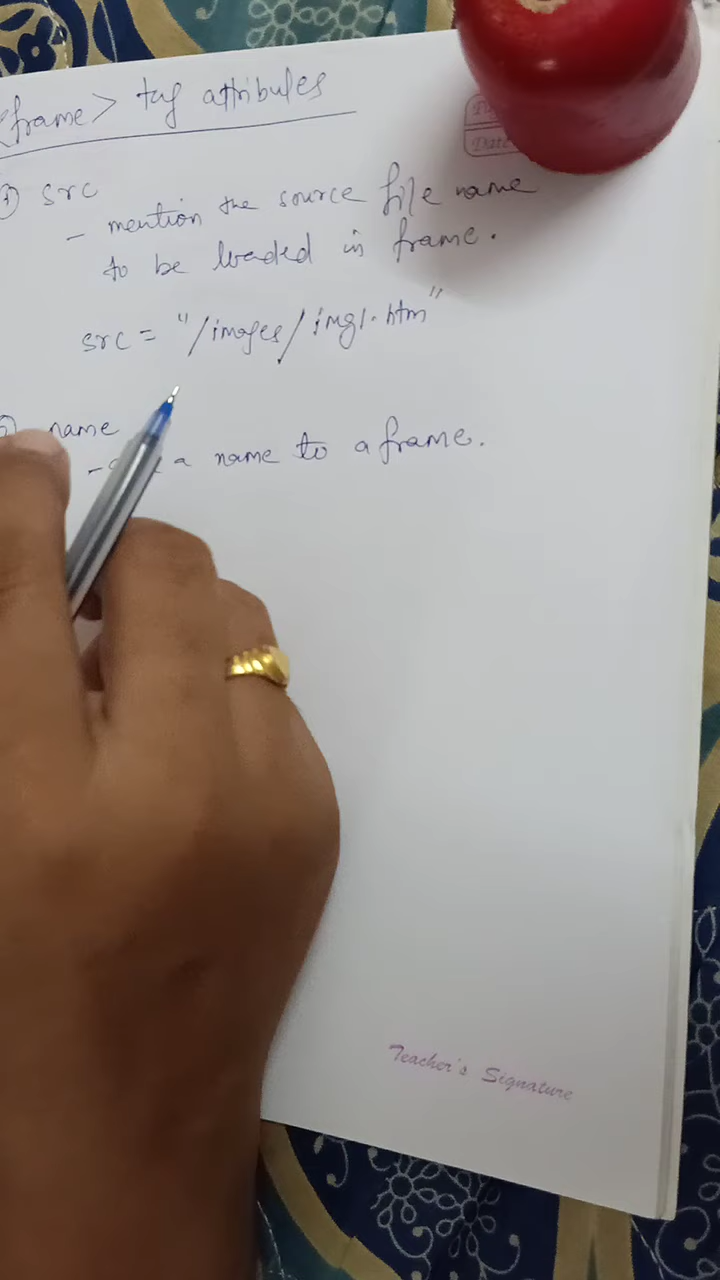 <frame> tag attributes
① src
- mention the source file name
to be loaded in frame.
src = "/images/img1.htm"
name
- a name to a frame.
Date
Teacher's Signature